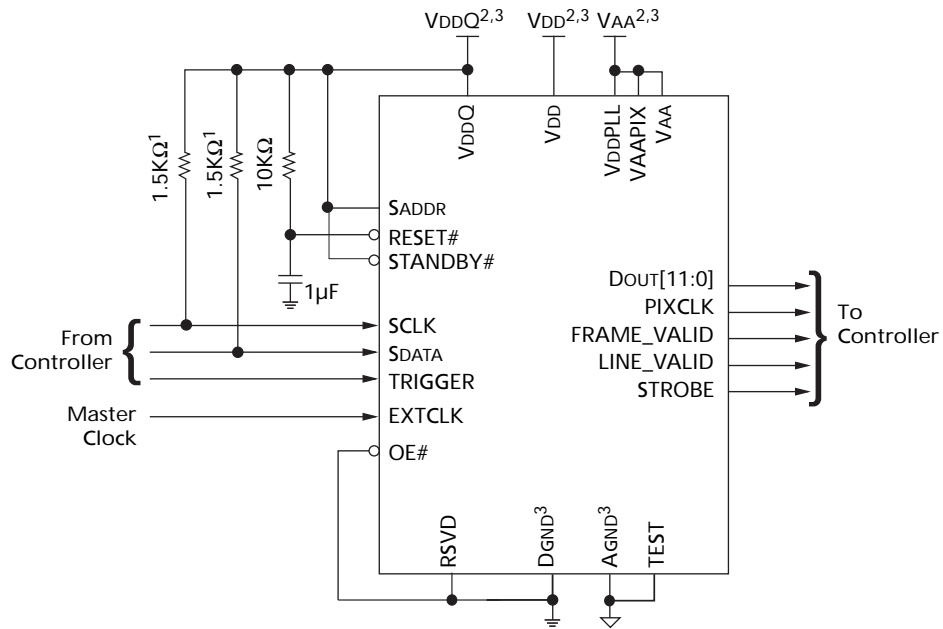 VDDQ2,3
VDD2,3
VAA2,3
1.5KΩ1
1.5KΩ1
10KΩ
VDDQ
VDD
VDDPLL
VAAPIX
VAA
SADDR
RESET#
STANDBY#
1µF
From
Controller
SCLK
SDATA
TRIGGER
Master
Clock
EXTCLK
OE#
DOUT[11:0]
PIXCLK
FRAME_VALID
LINE_VALID
STROBE
To
Controller
RSVD
DGND3
AGND3
TEST